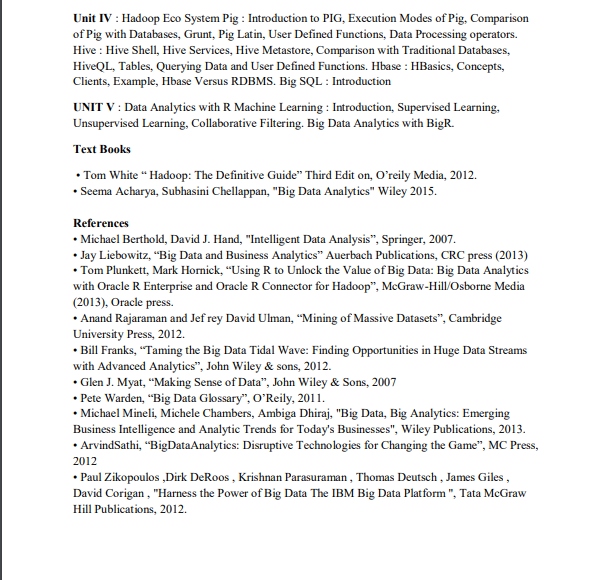 Unit IV : Hadoop Eco System Pig : Introduction to PIG, Execution Modes of Pig, Comparison
of Pig with Databases, Grunt, Pig Latin, User Defined Functions, Data Processing operators.
Hive : Hive Shell, Hive Services, Hive Metastore, Comparison with Traditional Databases,
HiveQL, Tables, Querying Data and User Defined Functions. Hbase : HBasics, Concepts,
Clients, Example, Hbase Versus RDBMS. Big SQL : Introduction
UNIT V : Data Analytics with R Machine Learning : Introduction, Supervised Learning,
Unsupervised Learning, Collaborative Filtering. Big Data Analytics with BigR.
Text Books
• Tom White “ Hadoop: The Definitive Guide” Third Edit on, O’reily Media, 2012.
• Seema Acharya, Subhasini Chellappan, "Big Data Analytics" Wiley 2015.
References
• Michael Berthold, David J. Hand, "Intelligent Data Analysis”, Springer, 2007.
• Jay Liebowitz, “Big Data and Business Analytics” Auerbach Publications, CRC press (2013)
• Tom Plunkett, Mark Hornick, “Using R to Unlock the Value of Big Data: Big Data Analytics
with Oracle R Enterprise and Oracle R Connector for Hadoop”, McGraw-Hill/Osborne Media
(2013), Oracle press.
• Anand Rajaraman and Jef rey David Ulman, “Mining of Massive Datasets”, Cambridge
University Press, 2012.
• Bill Franks, “Taming the Big Data Tidal Wave: Finding Opportunities in Huge Data Streams
with Advanced Analytics”, John Wiley & sons, 2012.
• Glen J. Myat, “Making Sense of Data”, John Wiley & Sons, 2007
• Pete Warden, “Big Data Glossary”, O’Reily, 2011.
• Michael Mineli, Michele Chambers, Ambiga Dhiraj, "Big Data, Big Analytics: Emerging
Business Intelligence and Analytic Trends for Today's Businesses", Wiley Publications, 2013.
• ArvindSathi, “BigDataAnalytics: Disruptive Technologies for Changing the Game”, MC Press,
2012
• Paul Zikopoulos ,Dirk DeRoos , Krishnan Parasuraman , Thomas Deutsch , James Giles ,
David Corigan , "Harness the Power of Big Data The IBM Big Data Platform ", Tata McGraw
Hill Publications, 2012.